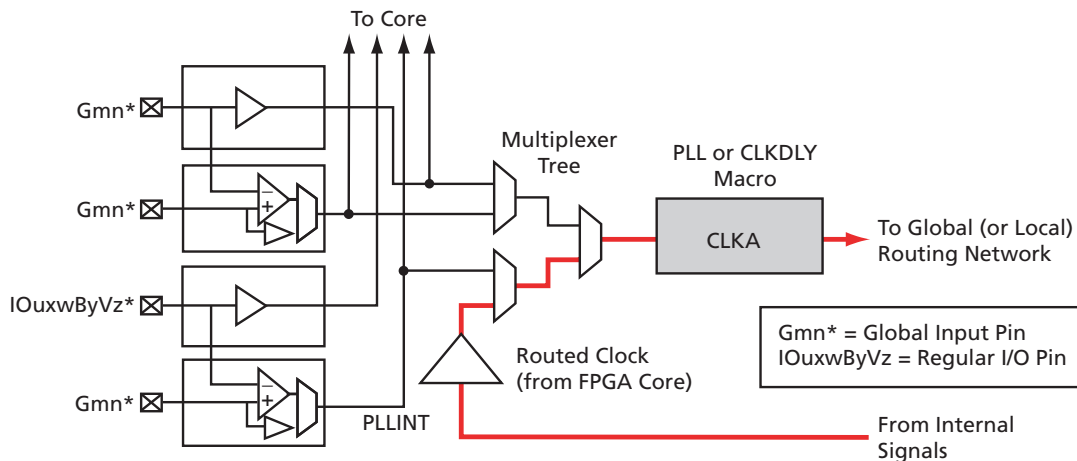 To Core
Gmn*
Multiplexer
Tree
PLL or CLKDLY
Macro
Gmn*
−
+
CLKA
To Global (or Local)
Routing Network
IOuxwByVz*
Gmn* = Global Input Pin
IOuxwByVz = Regular I/O Pin
Routed Clock
(from FPGA Core)
Gmn*
−
+
PLLINT
From Internal
Signals